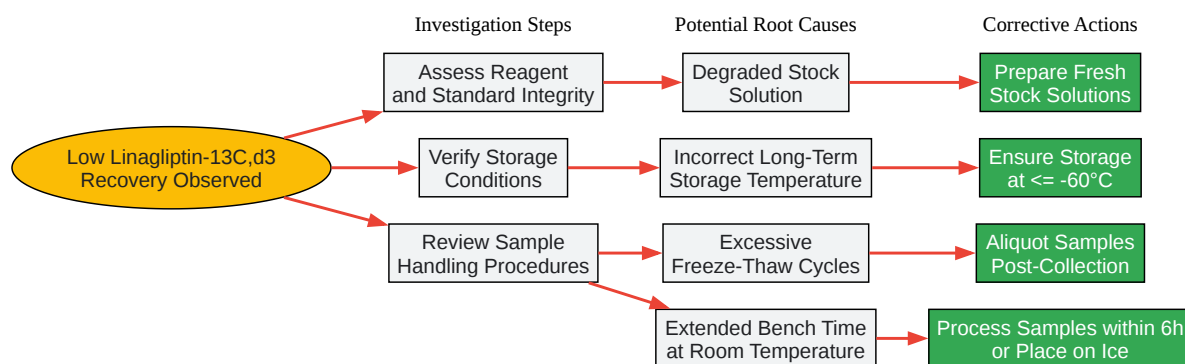 Investigation Steps
Potential Root Causes
Corrective Actions
Low Linagliptin-13C,d3
Recovery Observed
Assess Reagent
and Standard Integrity
Degraded Stock
Solution
Prepare Fresh
Stock Solutions
Verify Storage
Conditions
Incorrect Long-Term
Storage Temperature
Ensure Storage
at <= -60°C
Review Sample
Handling Procedures
Excessive
Freeze-Thaw Cycles
Aliquot Samples
Post-Collection
Extended Bench Time
at Room Temperature
Process Samples within 6h
or Place on Ice